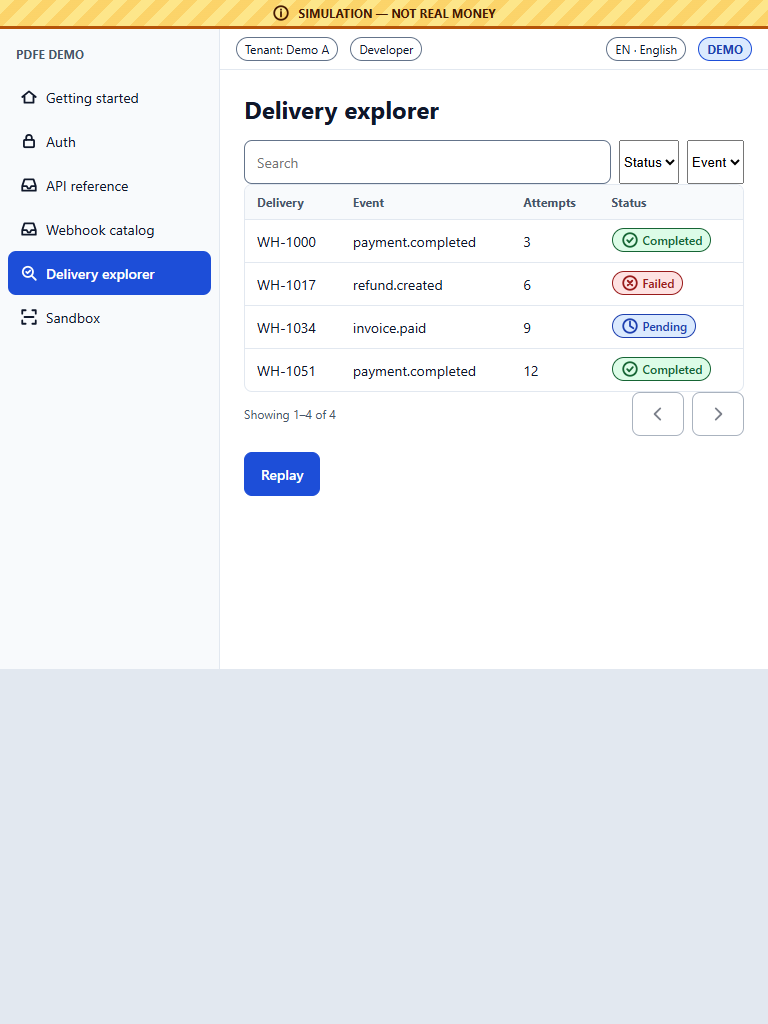 SIMULATION — NOT REAL MONEY
PDFE DEMO
Tenant: Demo A
Developer
EN · English
DEMO
Getting started
Auth
API reference
Webhook catalog
Delivery explorer
Sandbox
Delivery explorer
Search
Status
Event
Delivery Event Attempts Status
WH-1000 payment.completed 3 Completed
WH-1017 refund.created 6 Failed
WH-1034 invoice.paid 9 Pending
WH-1051 payment.completed 12 Completed
Showing 1–4 of 4
Replay